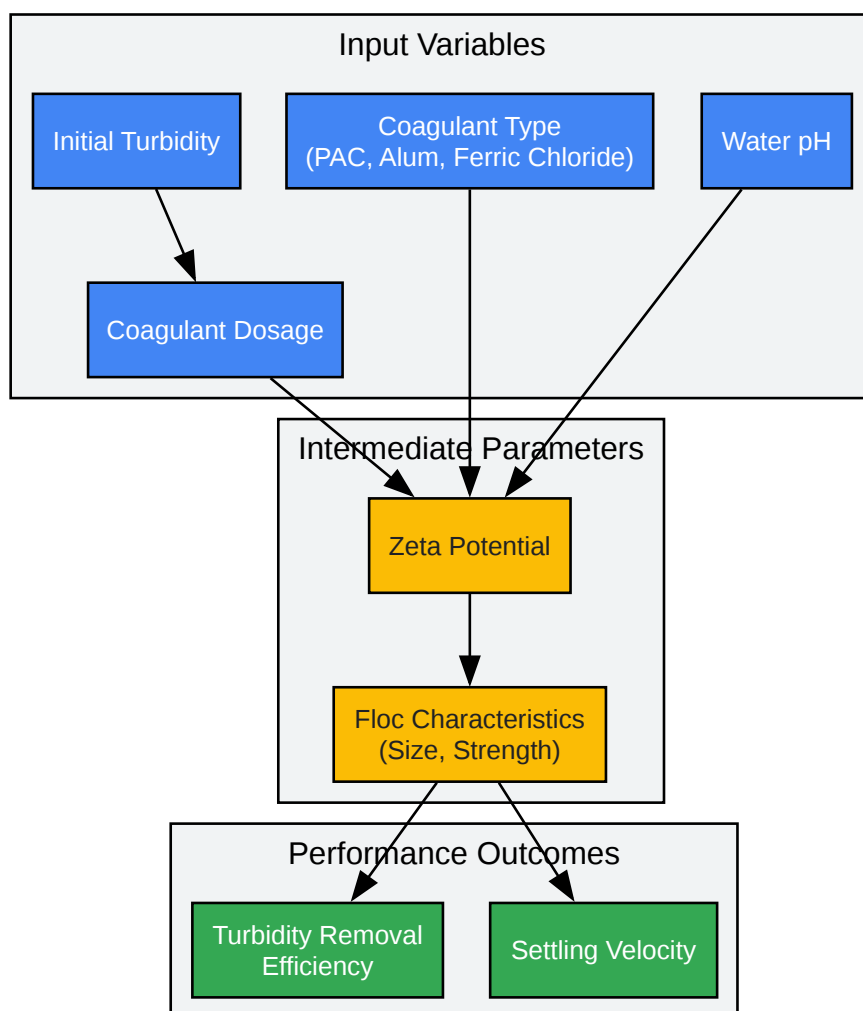 Input Variables
Initial Turbidity
Coagulant Type
(PAC, Alum, Ferric Chloride)
Water pH
Coagulant Dosage
Intermediate Parameters
Zeta Potential
Floc Characteristics
(Size, Strength)
Performance Outcomes
Turbidity Removal
Efficiency
Settling Velocity